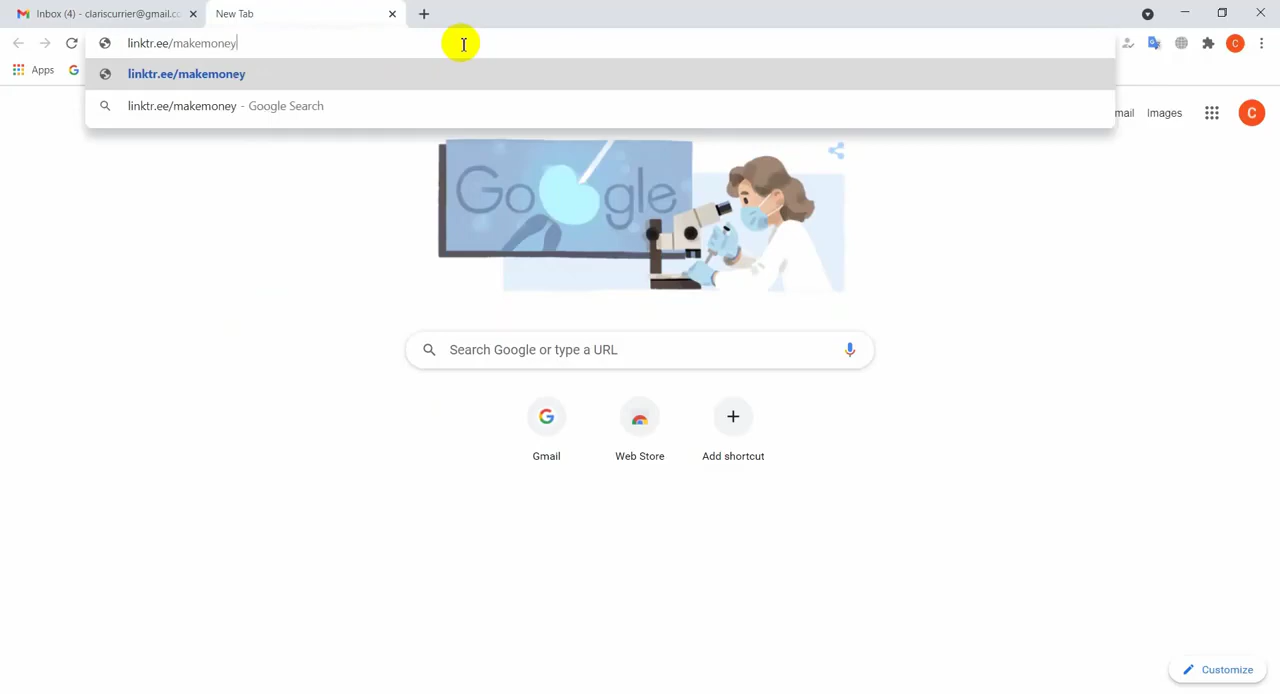 Inbox (4) - clariscurrier@gmail.co
New Tab
linktr.ee/makemoney
Apps
linktr.ee/makemoney
linktr.ee/makemoney - Google Search
mail
Images
C
Google
Search Google or type a URL
Gmail
Web Store
Add shortcut
Customize